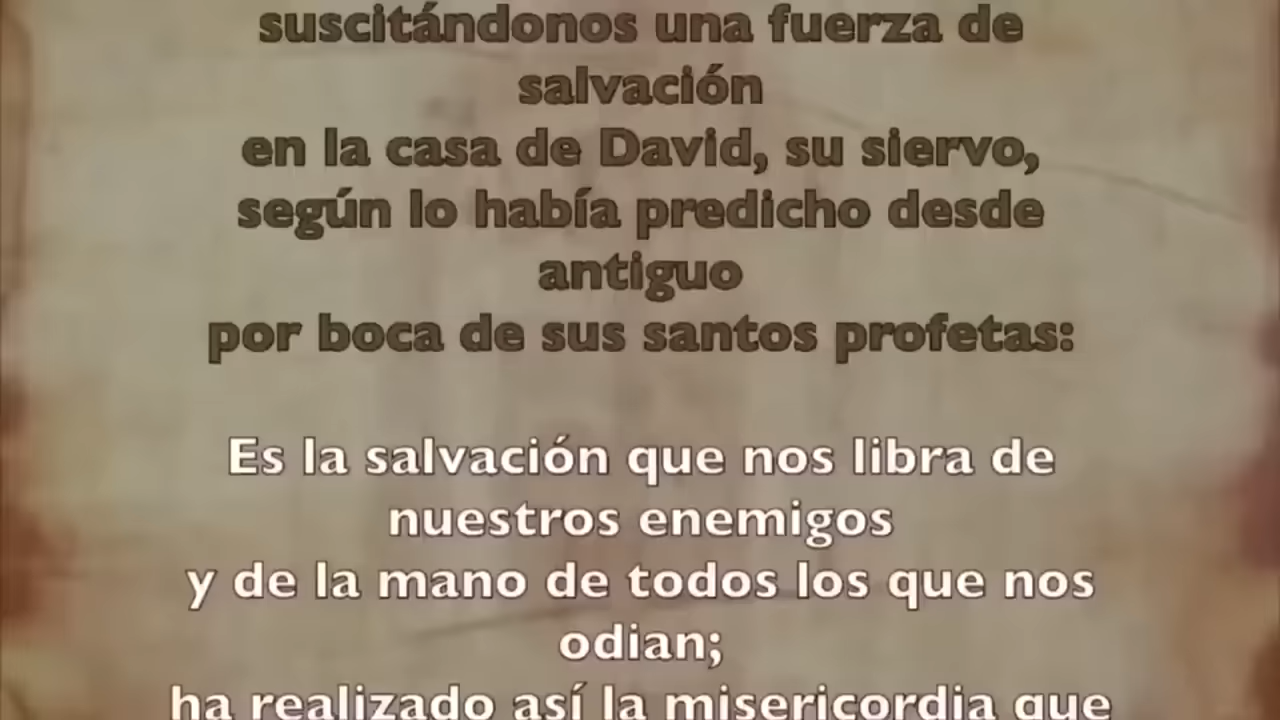 suscitándonos una fuerza de
salvación
en la casa de David, su siervo,
según lo había predicho desde
antiguo
por boca de sus santos profetas:
Es la salvación que nos libra de
nuestros enemigos
y de la mano de todos los que nos
odian;
ha realizado así la misericordia que